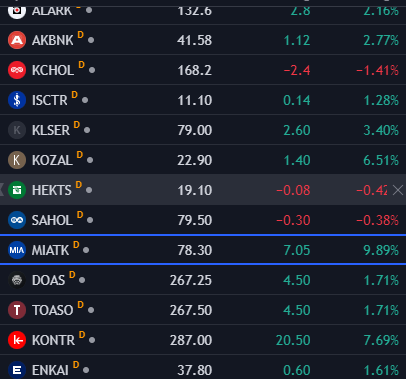 ALARK D 132.6 2.8 2.16%
AKBNK D 41.58 1.12 2.77%
KCHOL D 168.2 −2.4 −1.41%
ISCTR D 11.10 0.14 1.28%
K KLSER D 79.00 2.60 3.40%
K KOZAL D 22.90 1.40 6.51%
HEKTS D 19.10 −0.08 −0.42
SAHOL D 79.50 −0.30 −0.38%
MIA MIATK D 78.30 7.05 9.89%
DOAS D 267.25 4.50 1.71%
T TOASO D 267.50 4.50 1.71%
K KONTR D 287.00 20.50 7.69%
E ENKAI D 37.80 0.60 1.61%